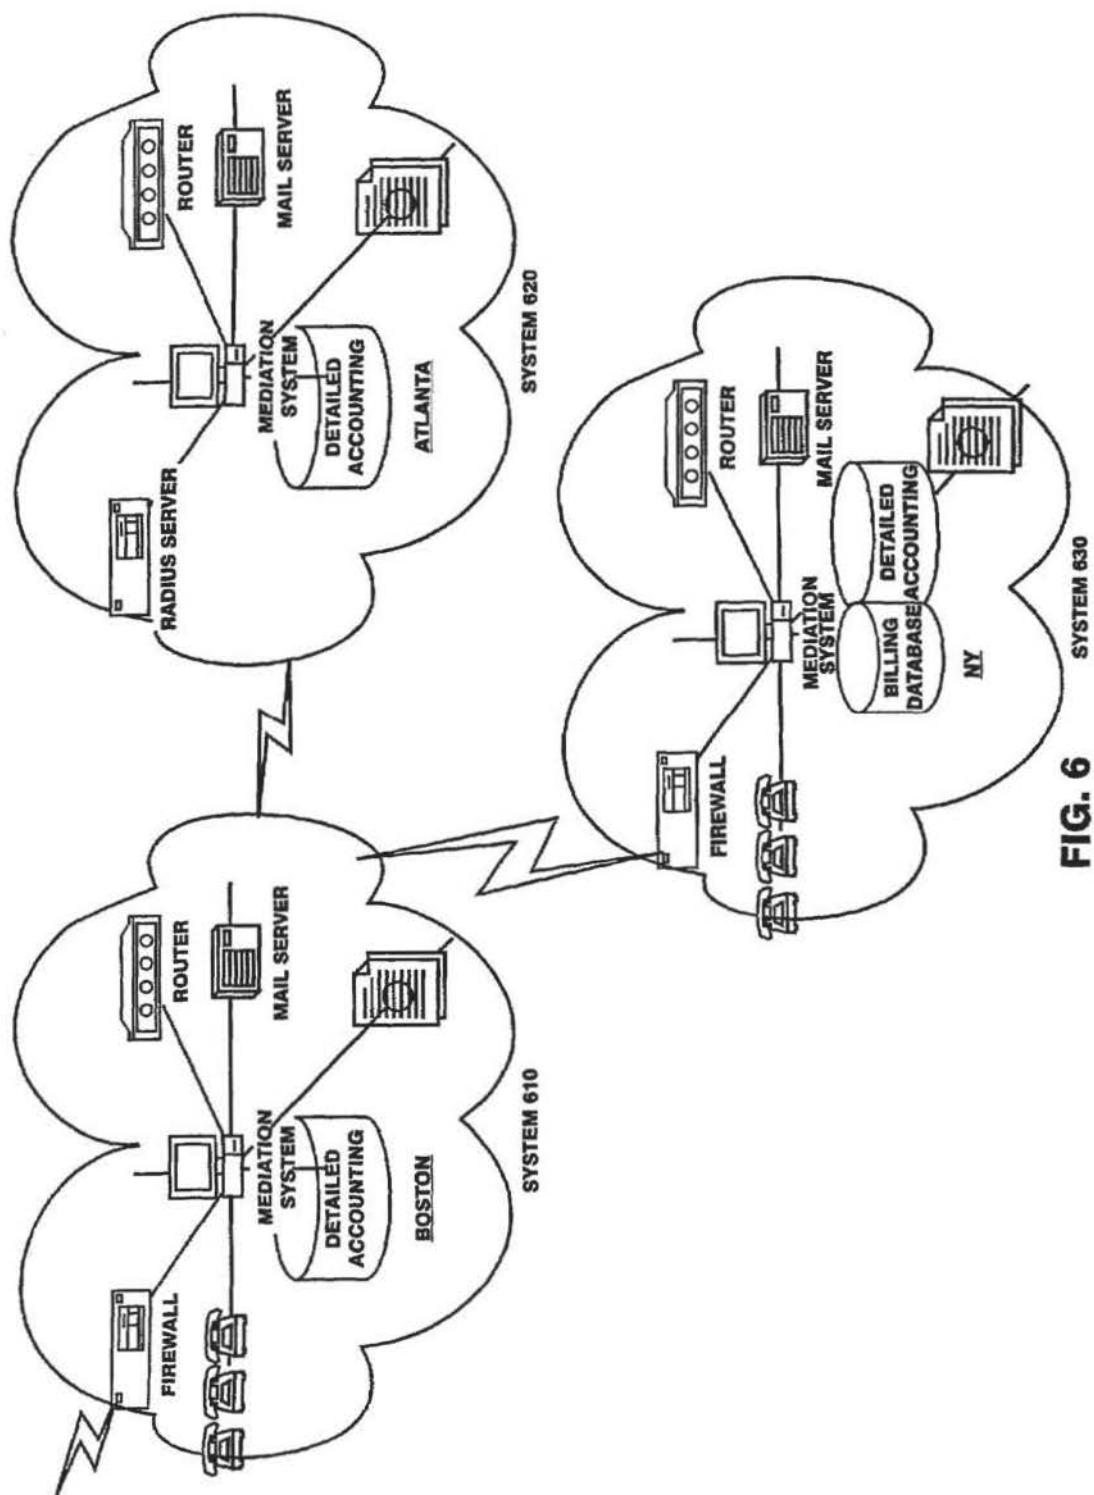 FIREWALL
ROUTER
MAIL SERVER
MEDIATION
SYSTEM
DETAILED
ACCOUNTING
BOSTON
SYSTEM 610
RADIUS SERVER
ROUTER
MAIL SERVER
MEDIATION
SYSTEM
DETAILED
ACCOUNTING
ATLANTA
SYSTEM 620
FIREWALL
ROUTER
MAIL SERVER
MEDIATION
SYSTEM
BILLING
DATABASE
DETAILED
ACCOUNTING
NY
SYSTEM 630
FIG. 6